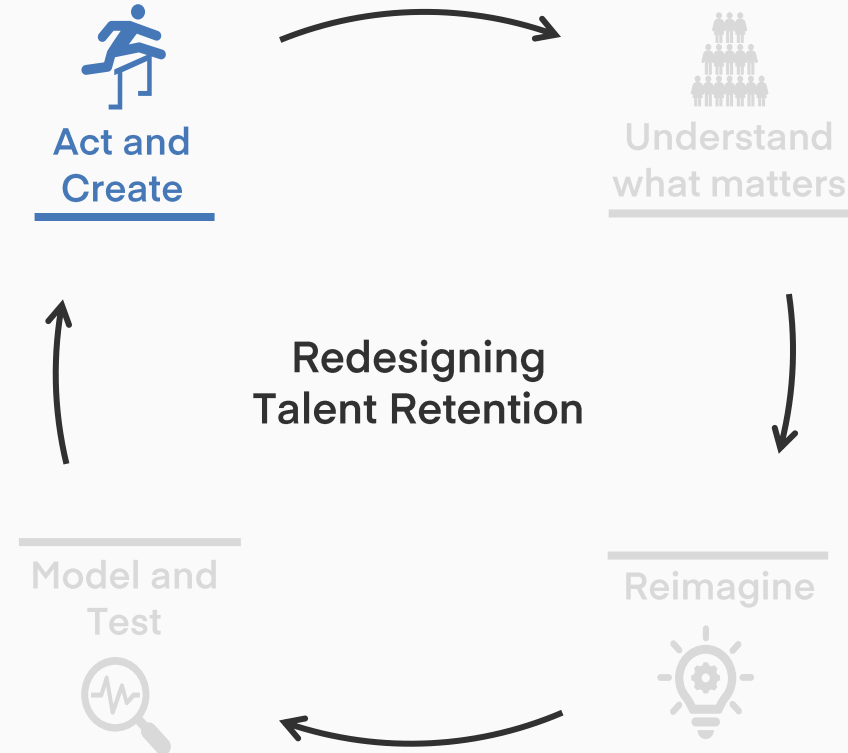 Act and
Create
Understand
what matters
Redesigning
Talent Retention
Model and
Test
Reimagine